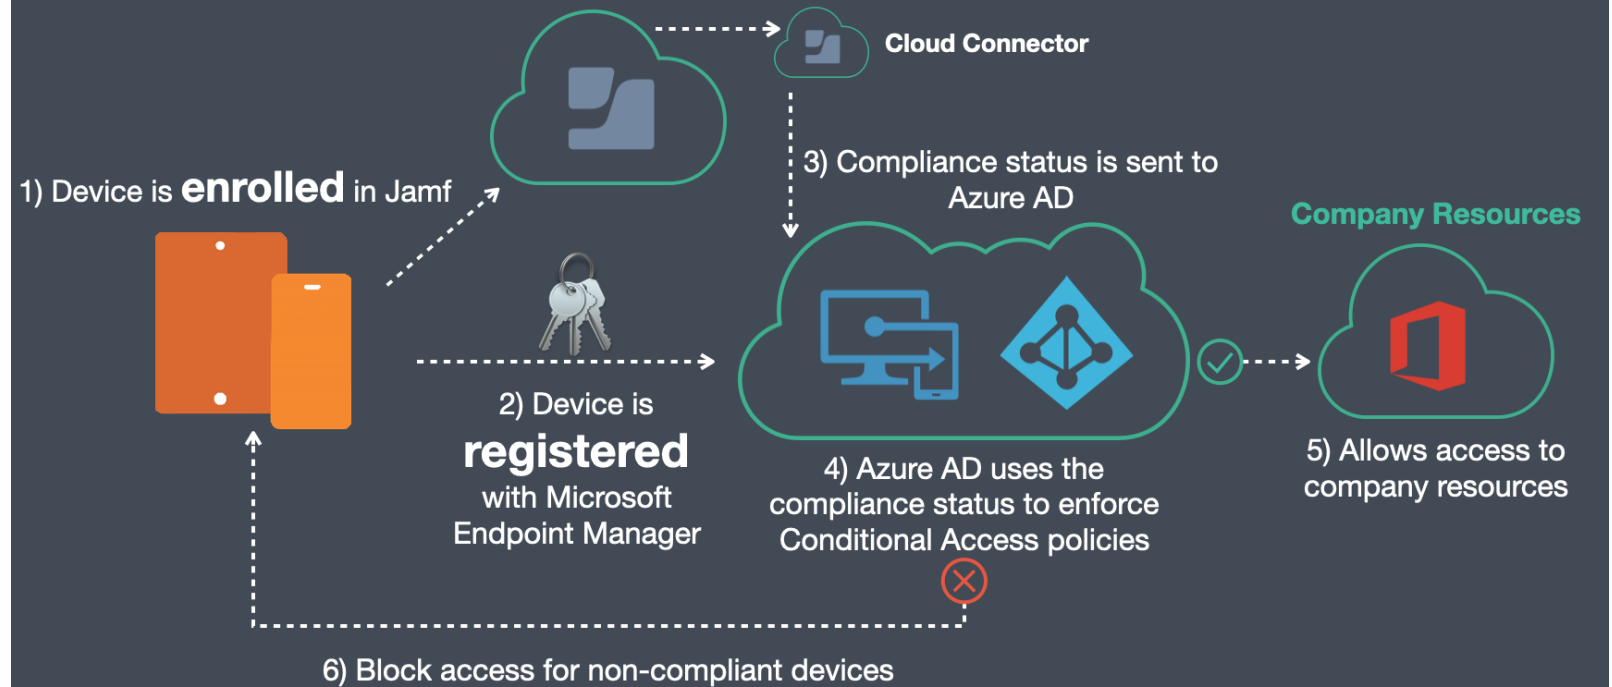 Cloud Connector
1) Device is enrolled in Jamf
3) Compliance status is sent to
Azure AD
Company Resources
2) Device is
registered
with Microsoft
Endpoint Manager
4) Azure AD uses the
compliance status to enforce
Conditional Access policies
5) Allows access to
company resources
6) Block access for non-compliant devices